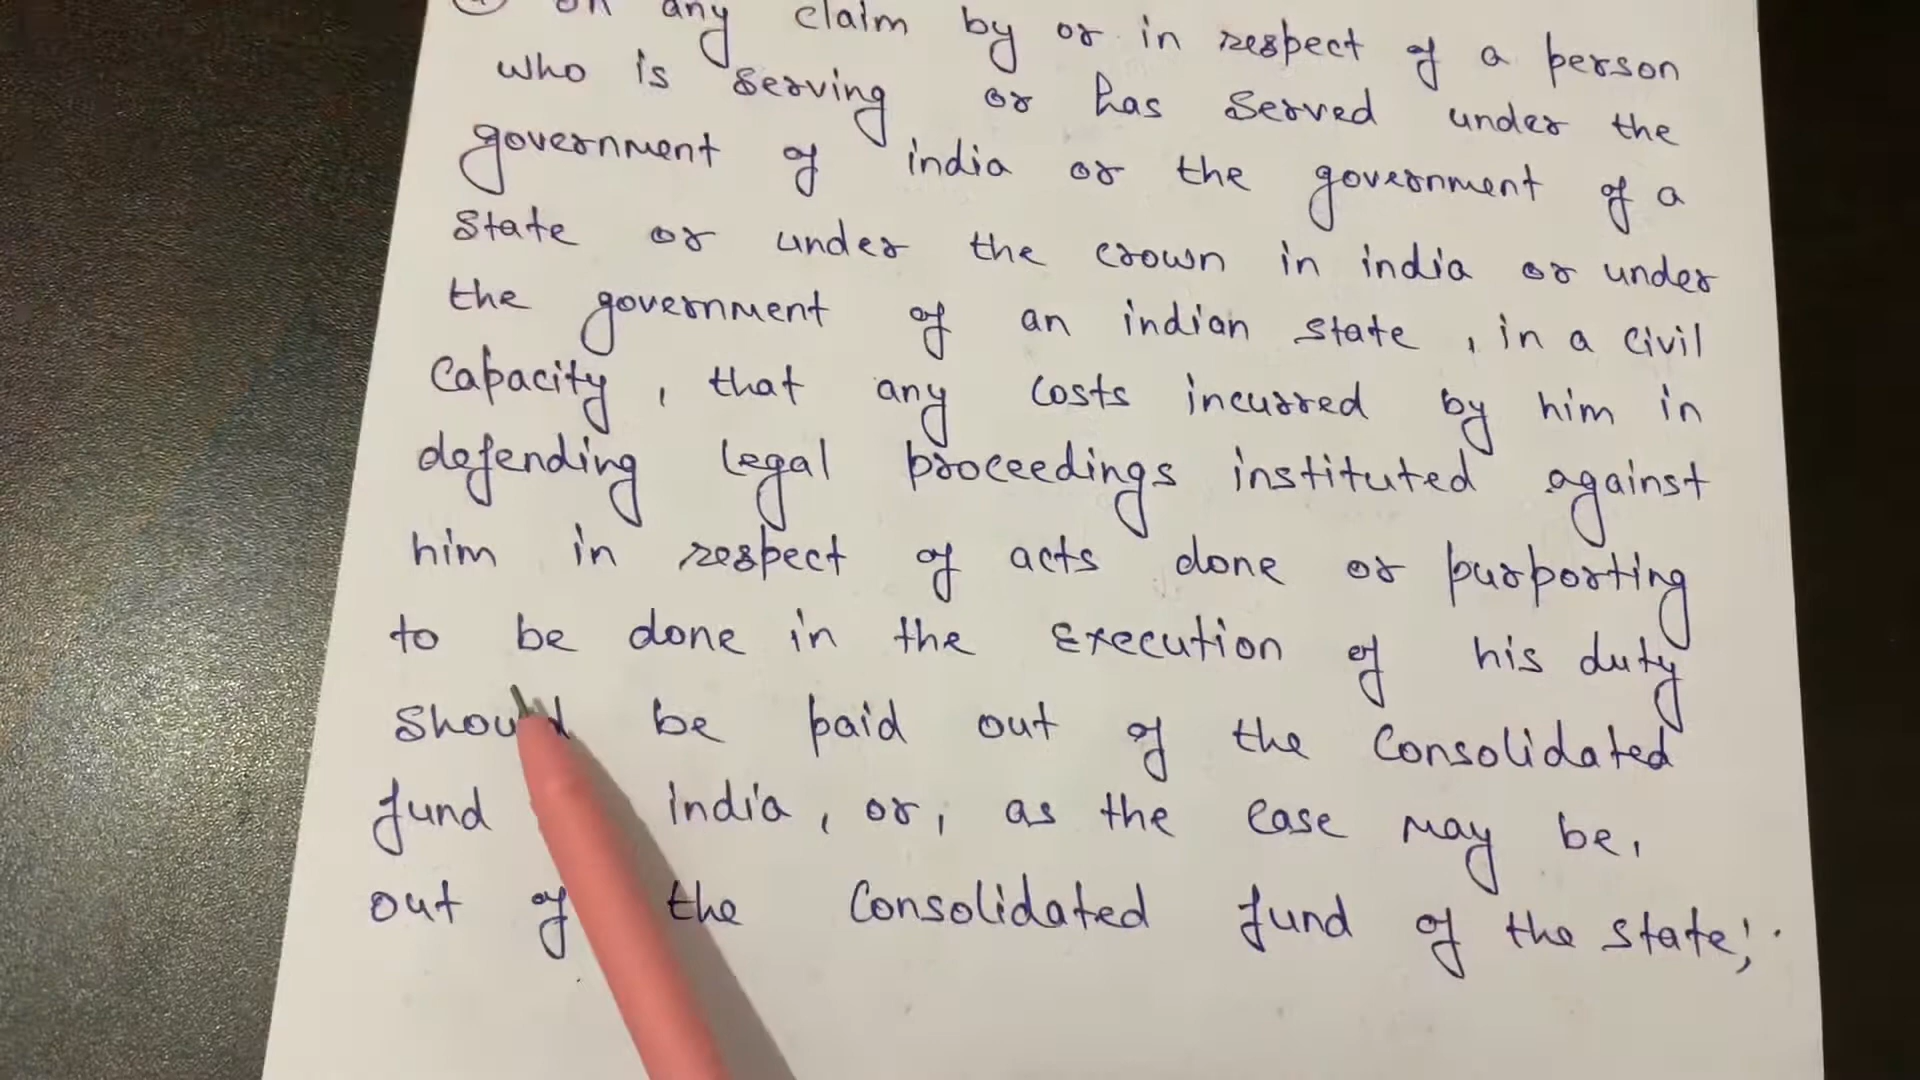 on any claim by or in respect of a person
who is serving or has served under the
government of india or the government of a
state or under the crown in india or under
the government of an indian state, in a civil
capacity, that any costs incurred by him in
defending legal proceedings instituted against
him in respect of acts done or purporting
to be done in the Execution of his duty
should be paid out of the Consolidated
fund india, or, as the case may be,
out of the Consolidated fund of the state;